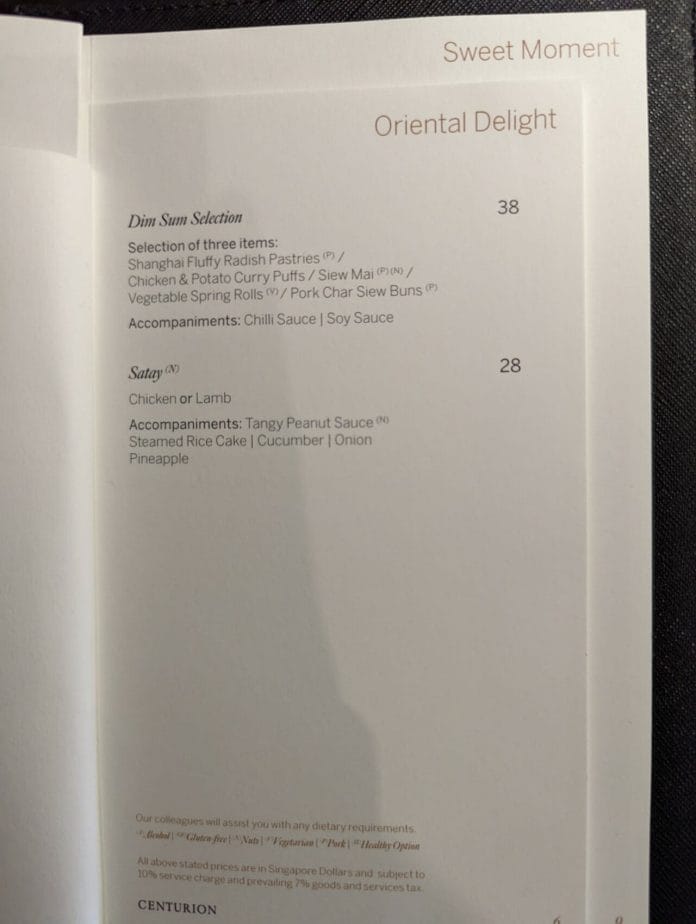 Sweet Moment
Oriental Delight
Dim Sum Selection 38
Selection of three items:
Shanghai Fluffy Radish Pastries (P) /
Chicken & Potato Curry Puffs / Siew Mai (P) (N) /
Vegetable Spring Rolls (V) / Pork Char Siew Buns (P)
Accompaniments: Chilli Sauce | Soy Sauce
Satay (N) 28
Chicken or Lamb
Accompaniments: Tangy Peanut Sauce (N)
Steamed Rice Cake | Cucumber | Onion
Pineapple
Our colleagues will assist you with any dietary requirements.
Alcohol | Gluten-free | Nuts | Vegetarian | Pork | Healthy Option
All above stated prices are in Singapore Dollars and subject to
10% service charge and prevailing 7% goods and services tax.
CENTURION